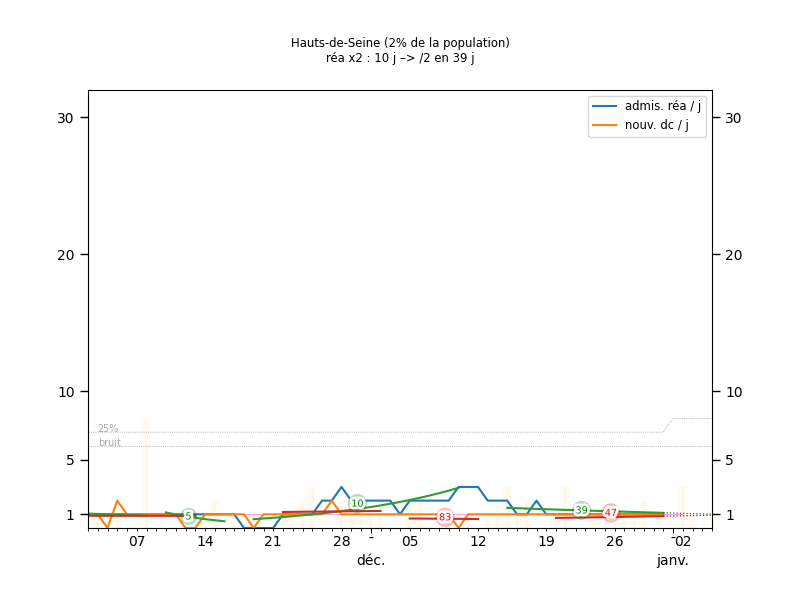 Hauts-de-Seine (2% de la population)
réa x2 : 10 j –> /2 en 39 j
admis. réa / j
nouv. dc / j
30 30
20 20
10 10
25%
bruit
5 5
10
39
47
5
83
1 1
07 14 21 28 - 05 12 19 26 02
déc. janv.